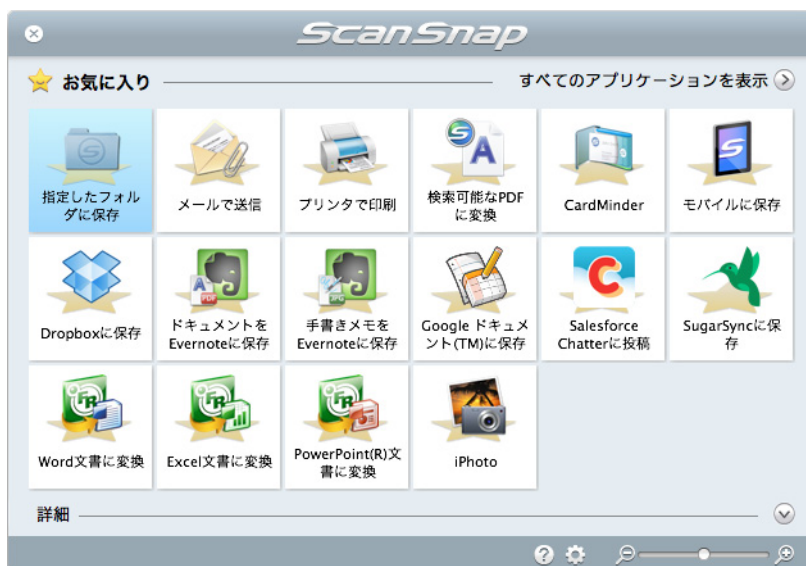 ScanSnap
お気に入り
すべてのアプリケーションを表示
指定したフォル
ダに保存
メールで送信
プリンタで印刷
検索可能なPDF
に変換
CardMinder
モバイルに保存
Dropboxに保存
ドキュメントを
Evernoteに保存
手書きメモを
Evernoteに保存
Google ドキュメ
ント(TM)に保存
Salesforce
Chatterに投稿
SugarSyncに保
存
Word文書に変換
Excel文書に変換
PowerPoint(R)文
書に変換
iPhoto
詳細